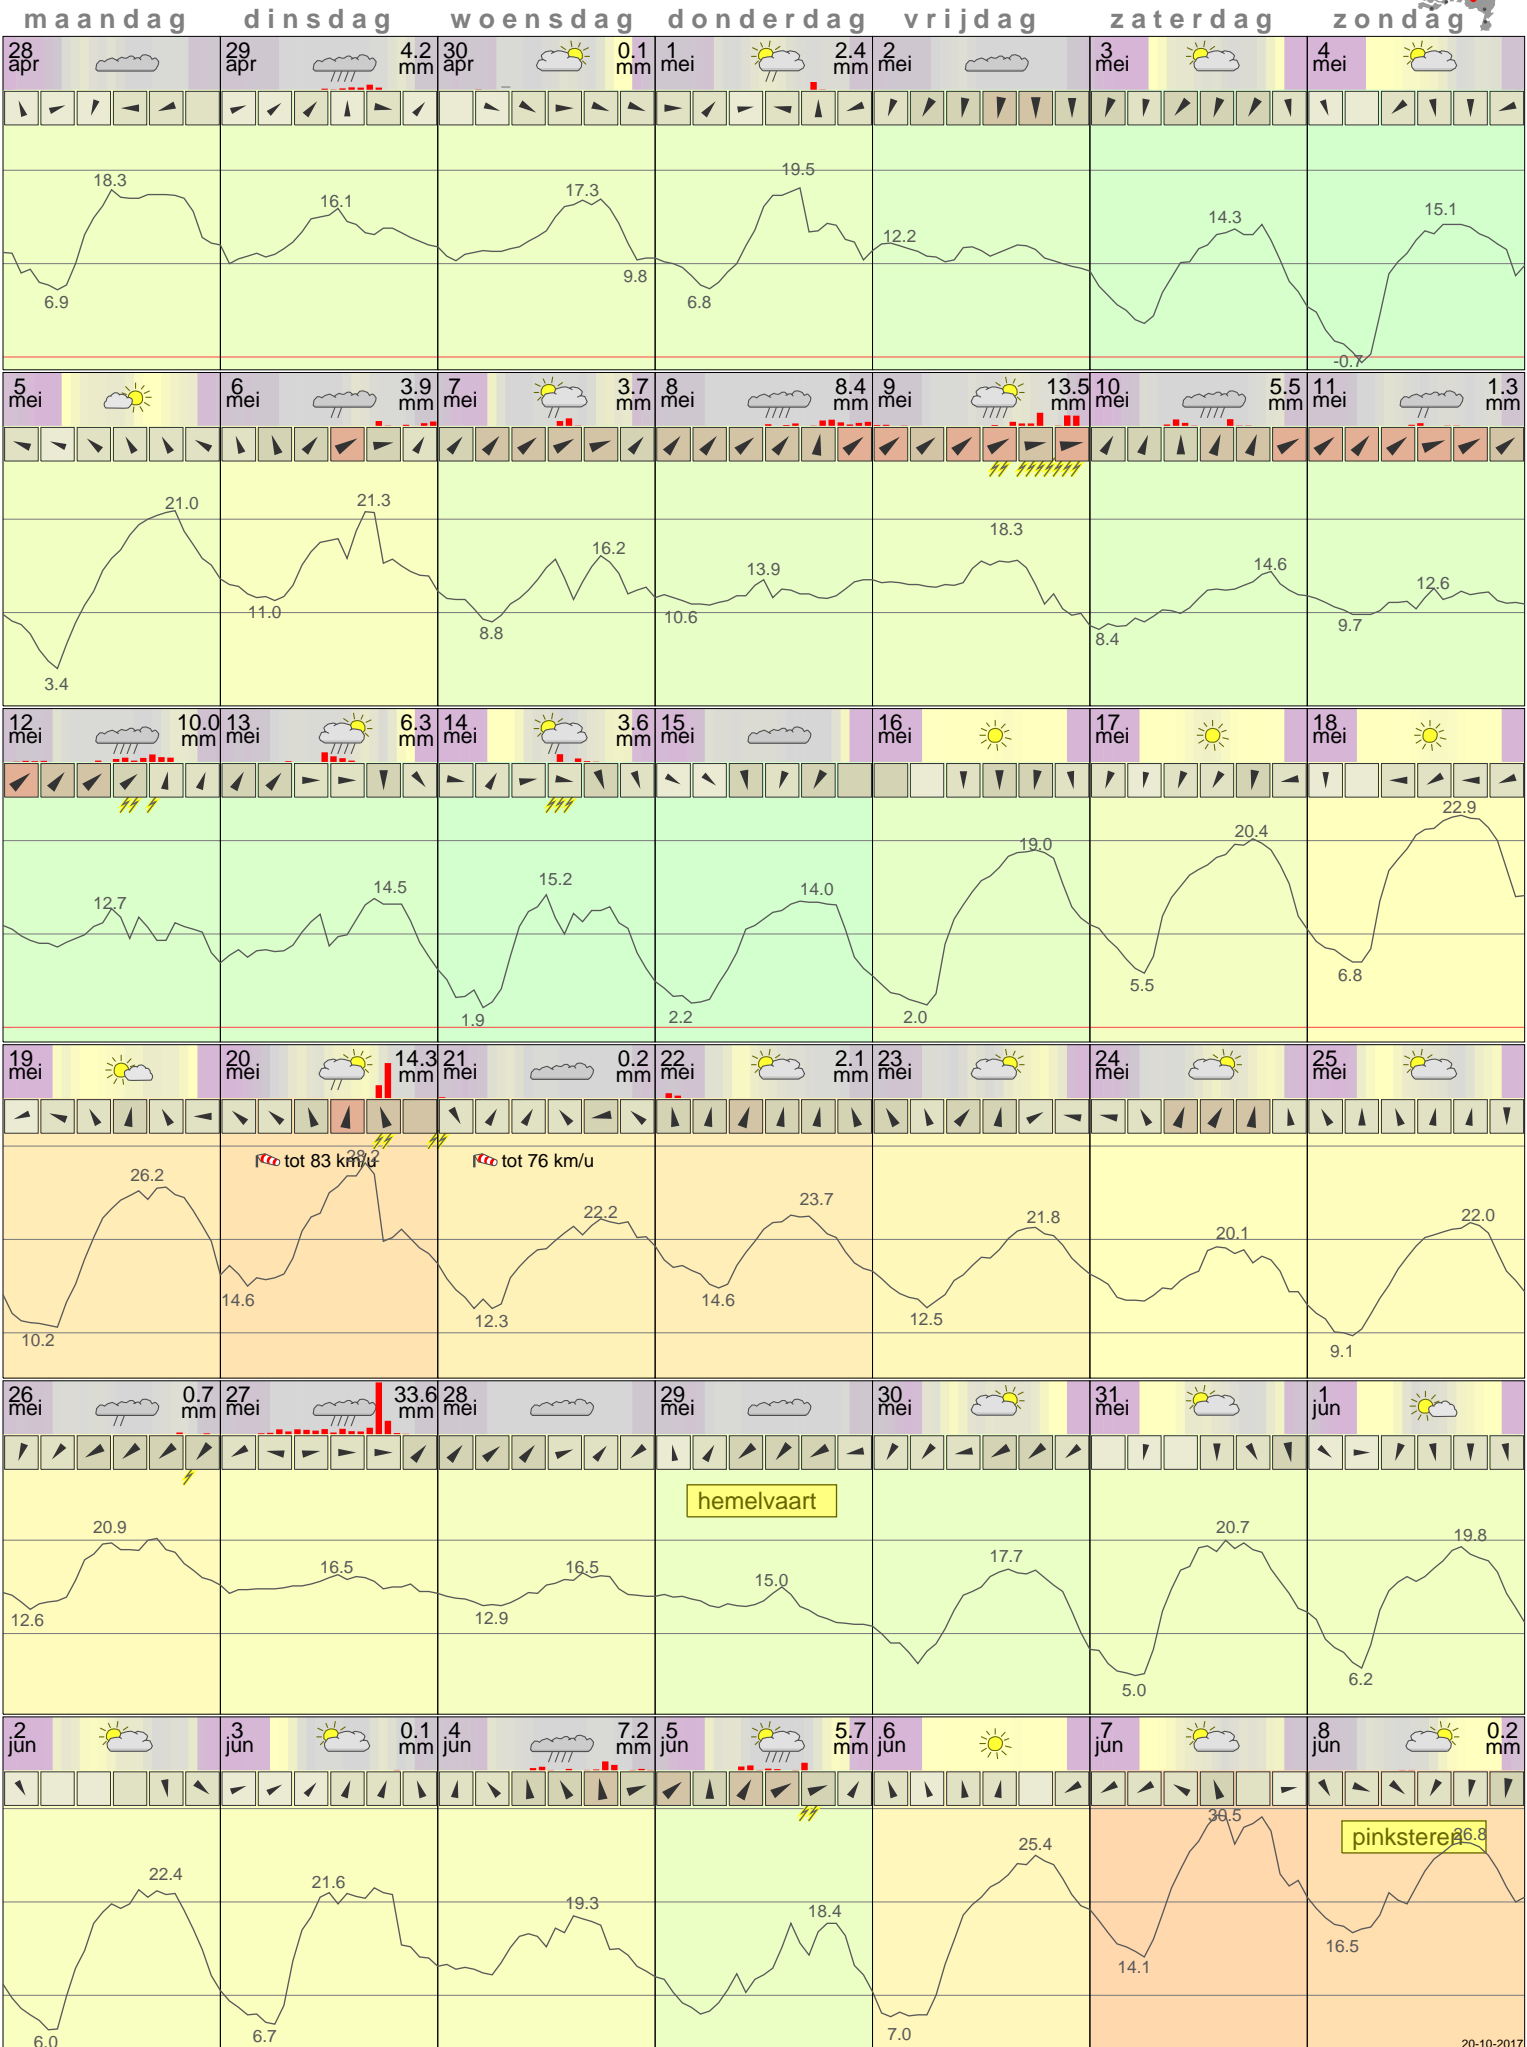 maandag dinsdag woensdag donderdag vrijdag zaterdag zondag
28 29 4.2 30 0.1 1 2.4 2 3 4
apr apr mm apr mm mei mm mei mei mei
18.3 16.1 17.3 19.5 12.2 14.3 15.1
6.9 9.8 6.8 -0.7
5 6 3.9 7 3.7 8 8.4 9 13.5 10 5.5 11 1.3
mei mei mm mei mm mei mm mei mm mei mm mei mm
21.0 21.3 16.2 13.9 18.3 14.6 12.6
3.4 11.0 8.8 10.6 8.4 9.7
12 10.0 13 6.3 14 3.6 15 16 17 18
mei mm mei mm mei mm mei mei mei mei
12.7 14.5 15.2 14.0 19.0 20.4 22.9
1.9 2.2 2.0 5.5 6.8
19 20 14.3 21 0.2 22 2.1 23 24 25
mei mei mm mei mm mei mm mei mei mei
tot 83 km/u tot 76 km/u
26.2 28.2 22.2 23.7 21.8 20.1 22.0
10.2 14.6 12.3 14.6 12.5 9.1
26 0.7 27 33.6 28 29 30 31 1
mei mm mei mm mei mei mei mei jun
hemelvaart
20.9 16.5 16.5 15.0 17.7 20.7 19.8
12.6 12.9 5.0 6.2
2 3 0.1 4 7.2 5 5.7 6 7 8 0.2
jun jun mm jun mm jun mm jun jun jun mm
pinksteren
22.4 21.6 19.3 18.4 25.4 30.5 26.8
6.0 6.7 7.0 14.1 16.5
20-10-2017